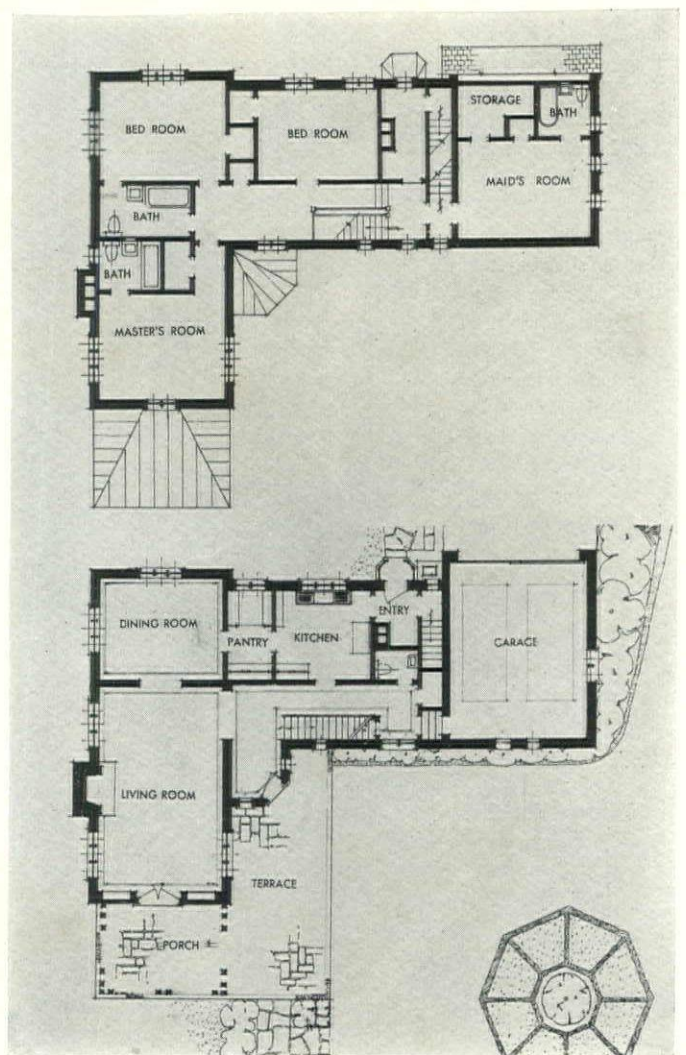 STORAGE
BATH
BED ROOM
BED ROOM
MAID'S ROOM
BATH
BATH
MASTER'S ROOM
ENTRY
DINING ROOM
PANTRY
KITCHEN
GARAGE
LIVING ROOM
TERRACE
PORCH